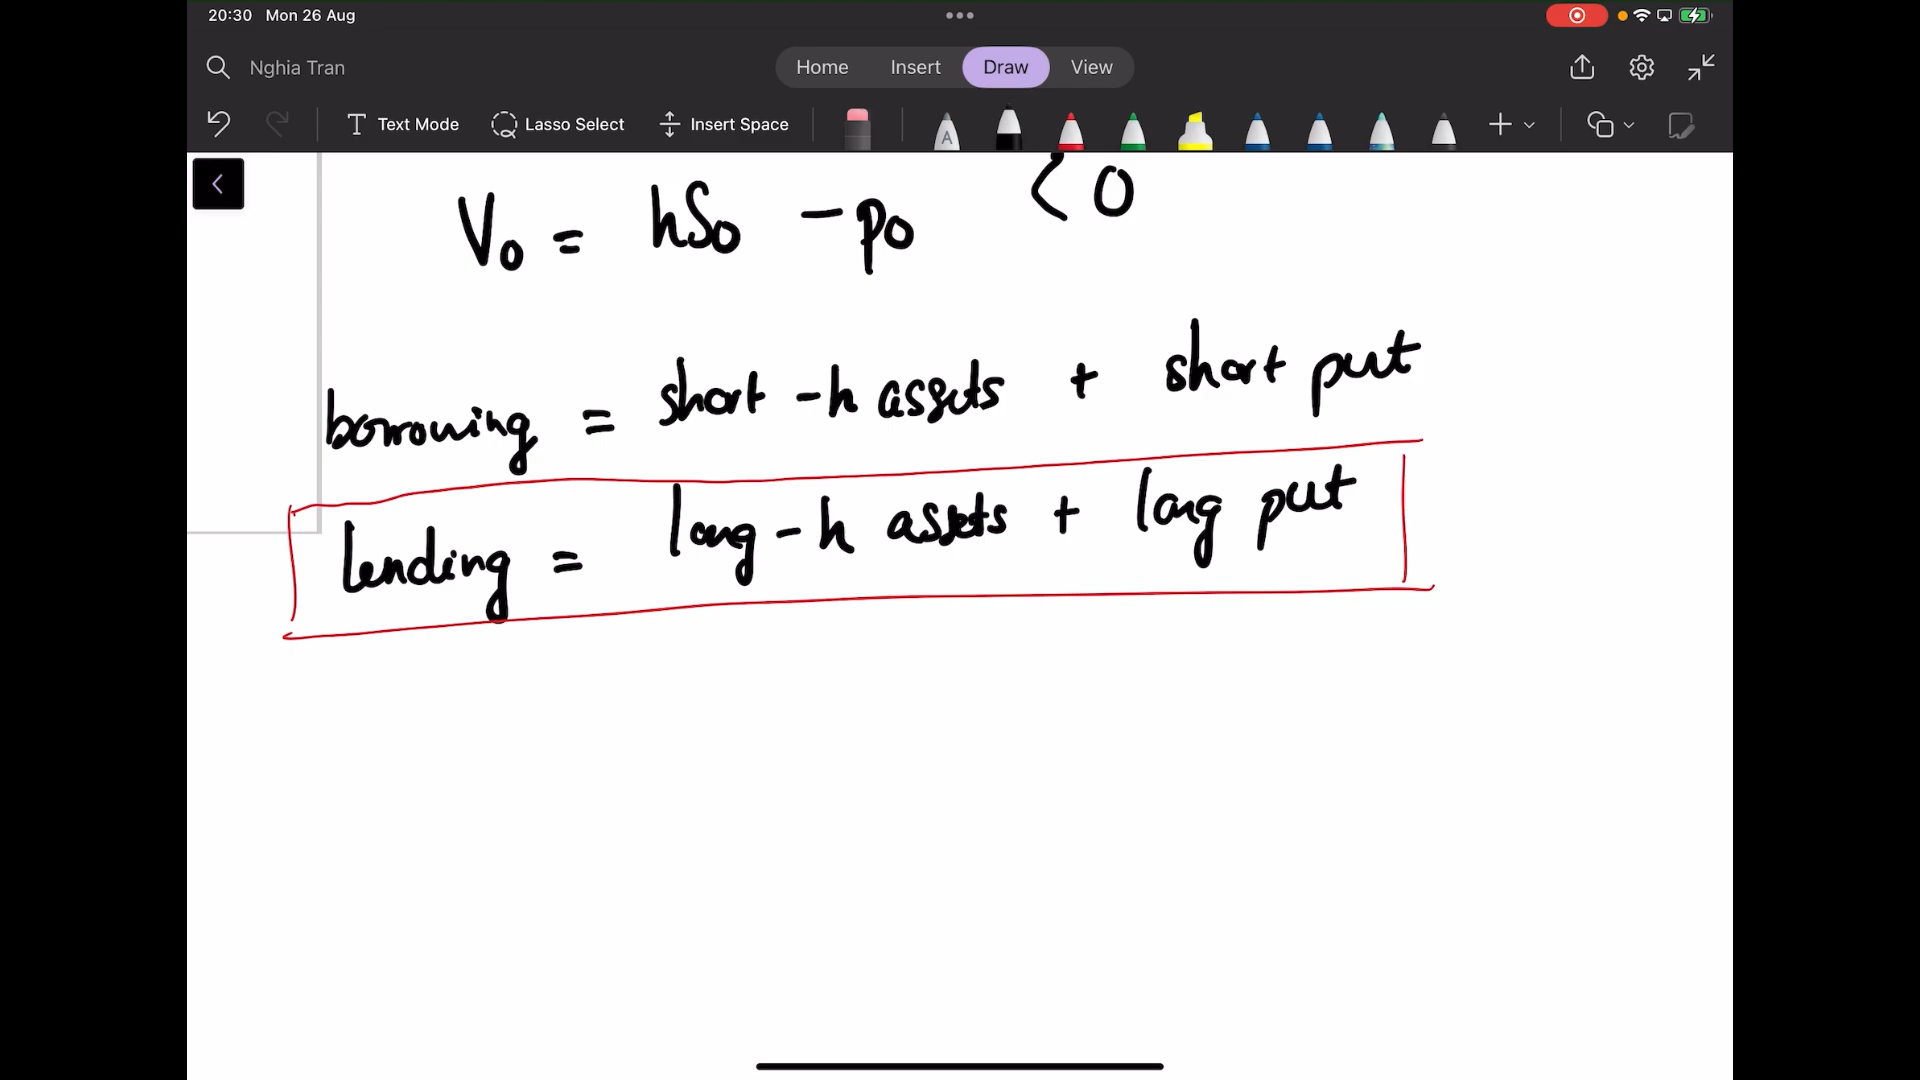 20:30 Mon 26 Aug
Nghia Tran
Home Insert Draw View
Text Mode Lasso Select Insert Space A
< 0
V₀ = hS₀ - p₀
borrowing = short -h assets + short put
lending = long -h assets + long put